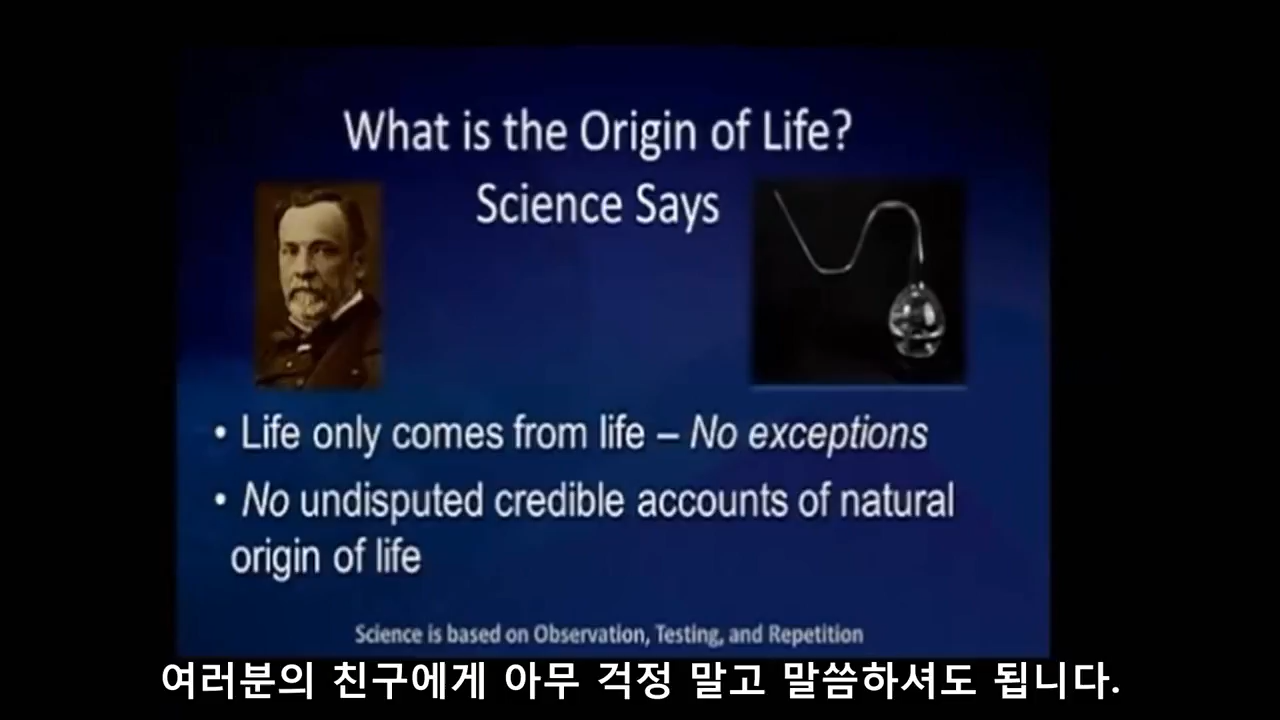 What is the Origin of Life?
Science Says
• Life only comes from life – No exceptions
• No undisputed credible accounts of natural
origin of life
Science is based on Observation, Testing, and Repetition
여러분의 친구에게 아무 걱정 말고 말씀하셔도 됩니다.